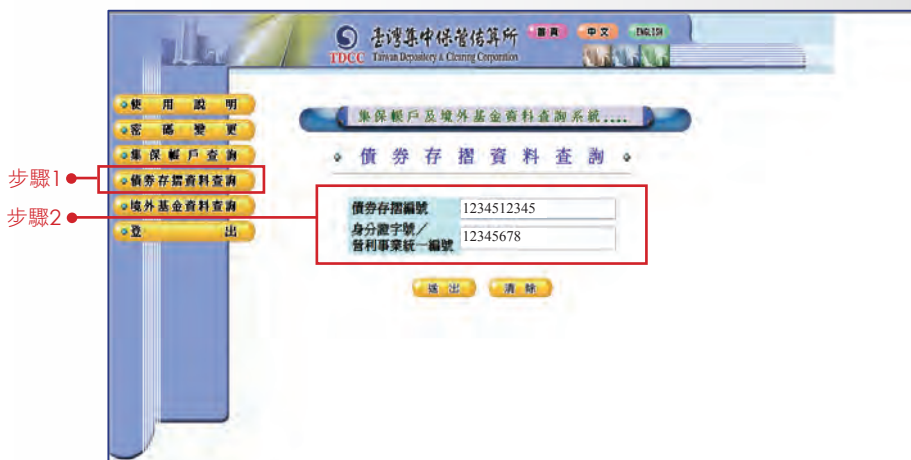 臺灣集中保管結算所
首頁 中文 ENGLISH
TDCC Taiwan Depository & Clearing Corporation
使用說明
密碼變更
集保帳戶查詢
債券存摺資料查詢
境外基金資料查詢
登出
步驟1
步驟2
集保帳戶及境外基金資料查詢系統....
債券存摺資料查詢
債券存摺編號 1234512345
身分證字號/
營利事業統一編號 12345678
送出 清除